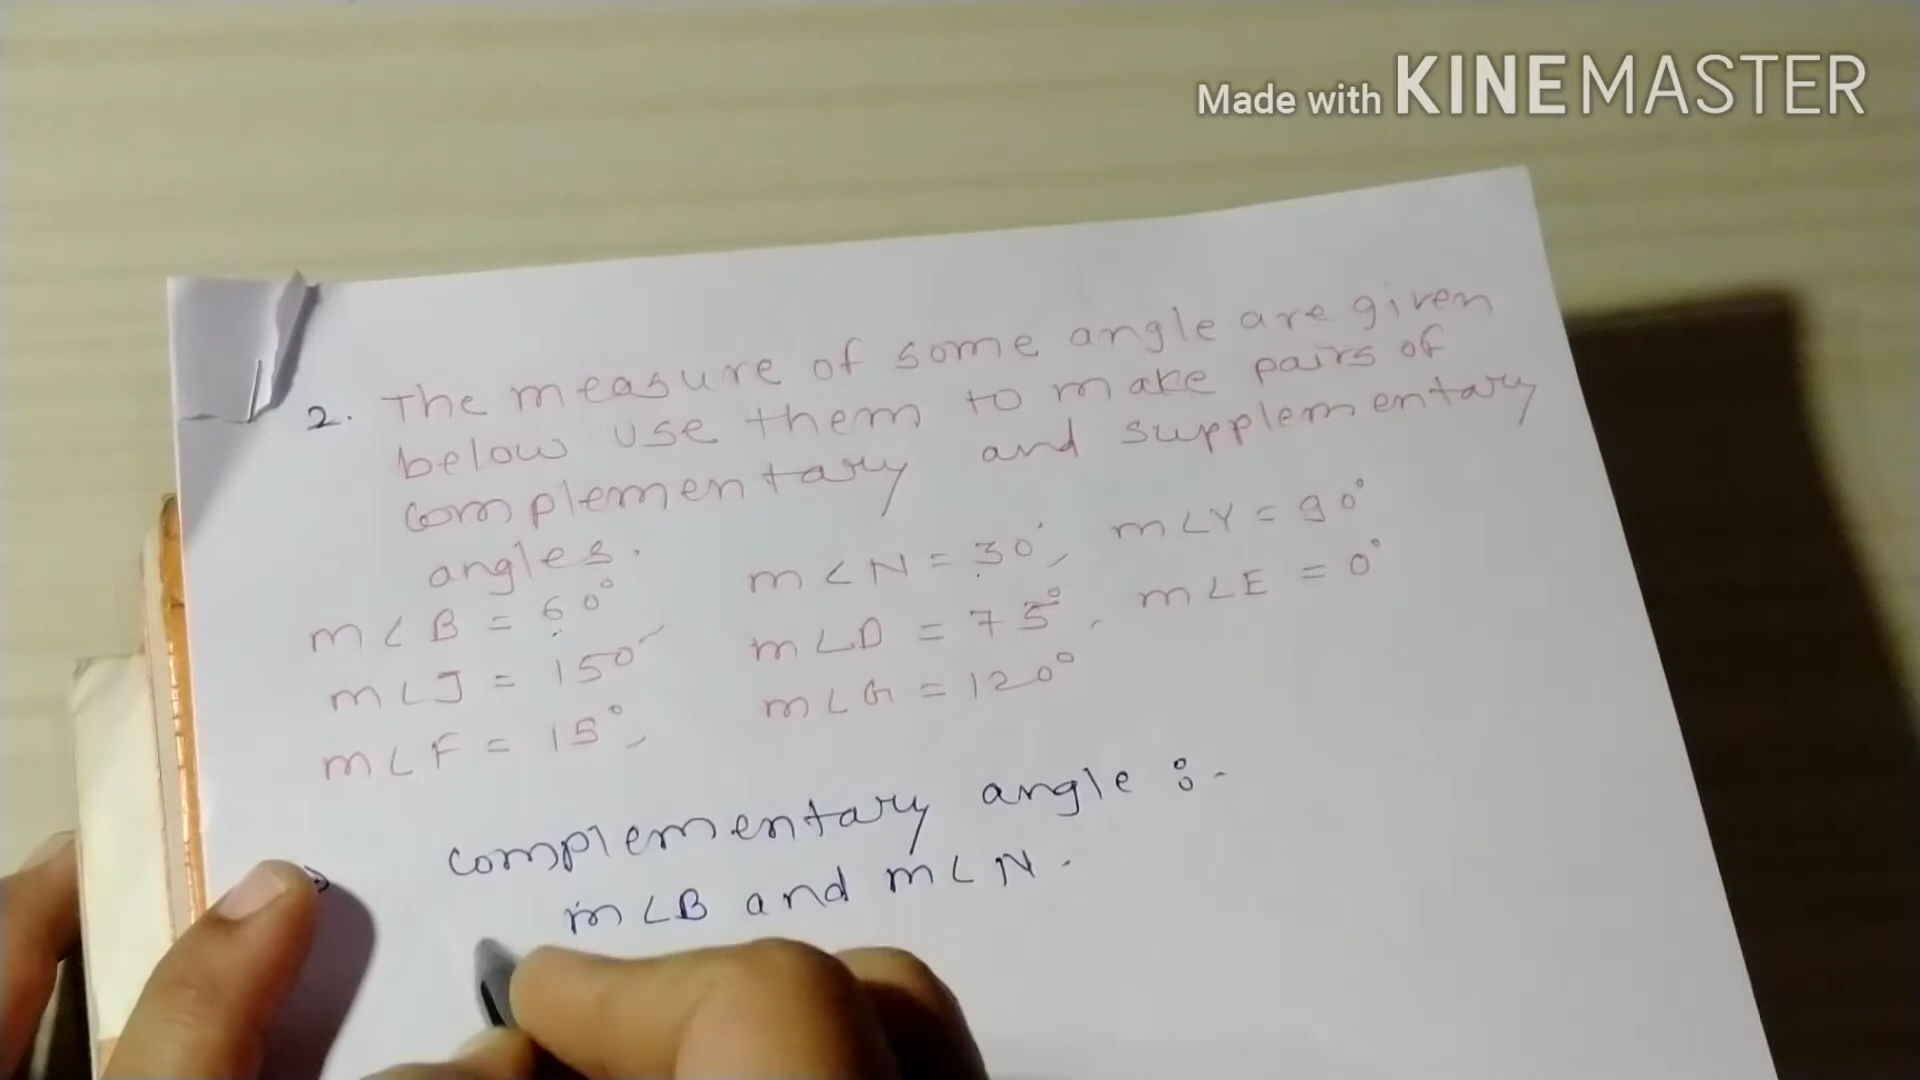 Made with KINEMASTER
2. The measure of some angle are given
below use them to make pairs of
complementary and supplementary
angles.
m∠B = 60° m∠N = 30°, m∠Y = 90°
m∠J = 150° m∠D = 75°, m∠E = 0°
m∠F = 15°, m∠G = 120°
complementary angle :-
m∠B and m∠N.